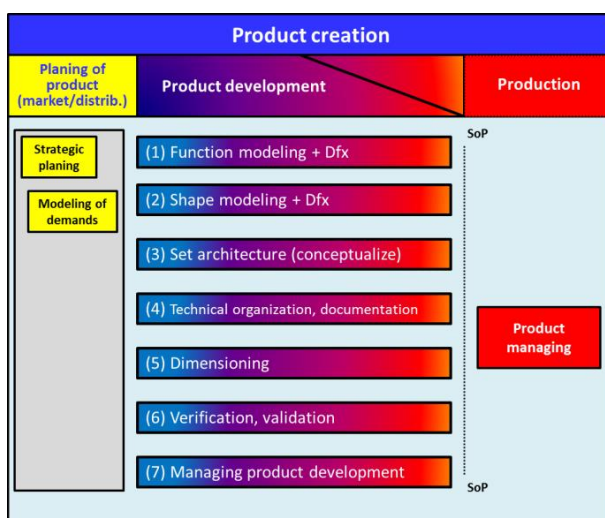 Product creation
Planing of
product
(market/distrib.)
Product development
Production
Strategic
planing
Modeling of
demands
(1) Function modeling + Dfx
(2) Shape modeling + Dfx
(3) Set architecture (conceptualize)
(4) Technical organization, documentation
(5) Dimensioning
(6) Verification, validation
(7) Managing product development
SoP
Product
managing
SoP